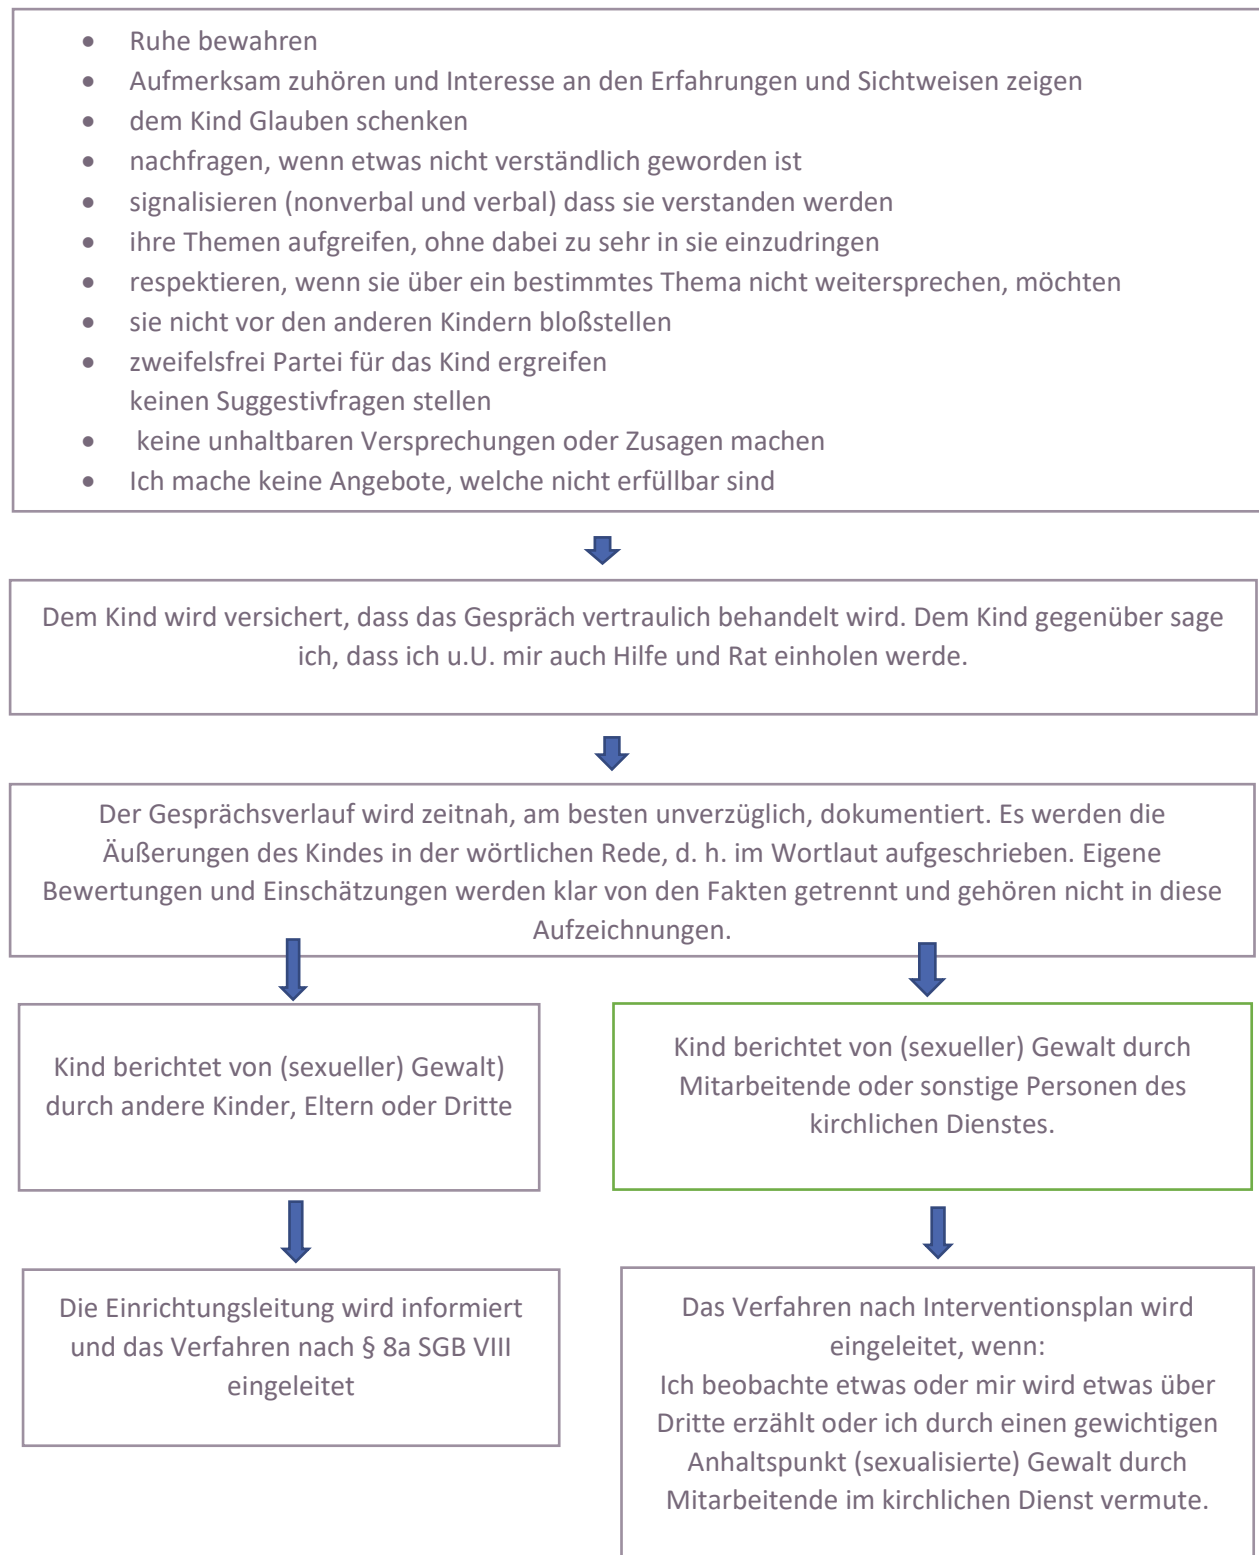 • Ruhe bewahren
• Aufmerksam zuhören und Interesse an den Erfahrungen und Sichtweisen zeigen
• dem Kind Glauben schenken
• nachfragen, wenn etwas nicht verständlich geworden ist
• signalisieren (nonverbal und verbal) dass sie verstanden werden
• ihre Themen aufgreifen, ohne dabei zu sehr in sie einzudringen
• respektieren, wenn sie über ein bestimmtes Thema nicht weitersprechen, möchten
• sie nicht vor den anderen Kindern bloßstellen
• zweifelsfrei Partei für das Kind ergreifen
keinen Suggestivfragen stellen
• keine unhaltbaren Versprechungen oder Zusagen machen
• Ich mache keine Angebote, welche nicht erfüllbar sind
Dem Kind wird versichert, dass das Gespräch vertraulich behandelt wird. Dem Kind gegenüber sage
ich, dass ich u.U. mir auch Hilfe und Rat einholen werde.
Der Gesprächsverlauf wird zeitnah, am besten unverzüglich, dokumentiert. Es werden die
Äußerungen des Kindes in der wörtlichen Rede, d. h. im Wortlaut aufgeschrieben. Eigene
Bewertungen und Einschätzungen werden klar von den Fakten getrennt und gehören nicht in diese
Aufzeichnungen.
Kind berichtet von (sexueller) Gewalt)
durch andere Kinder, Eltern oder Dritte
Kind berichtet von (sexueller) Gewalt durch
Mitarbeitende oder sonstige Personen des
kirchlichen Dienstes.
Die Einrichtungsleitung wird informiert
und das Verfahren nach § 8a SGB VIII
eingeleitet
Das Verfahren nach Interventionsplan wird
eingeleitet, wenn:
Ich beobachte etwas oder mir wird etwas über
Dritte erzählt oder ich durch einen gewichtigen
Anhaltspunkt (sexualisierte) Gewalt durch
Mitarbeitende im kirchlichen Dienst vermute.